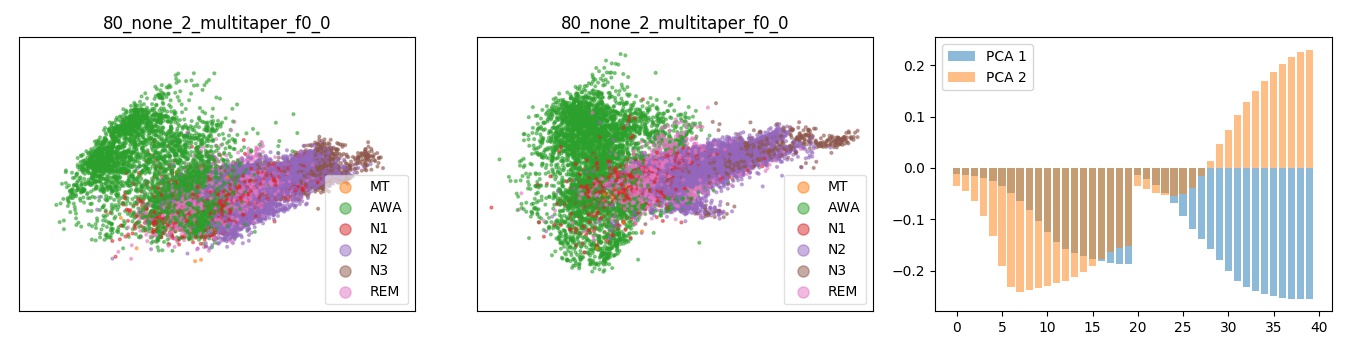 80_none_2_multitaper_f0_0
MT
AWA
N1
N2
N3
REM
80_none_2_multitaper_f0_0
MT
AWA
N1
N2
N3
REM
PCA 1
PCA 2
0.2
0.1
0.0
−0.1
−0.2
0 5 10 15 20 25 30 35 40